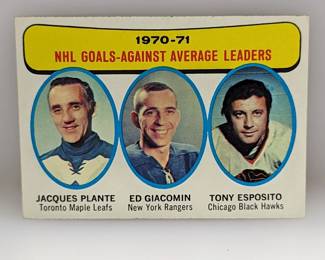 1970-71
NHL GOALS-AGAINST AVERAGE LEADERS
JACQUES PLANTE
Toronto Maple Leafs
ED GIACOMIN
New York Rangers
TONY ESPOSITO
Chicago Black Hawks